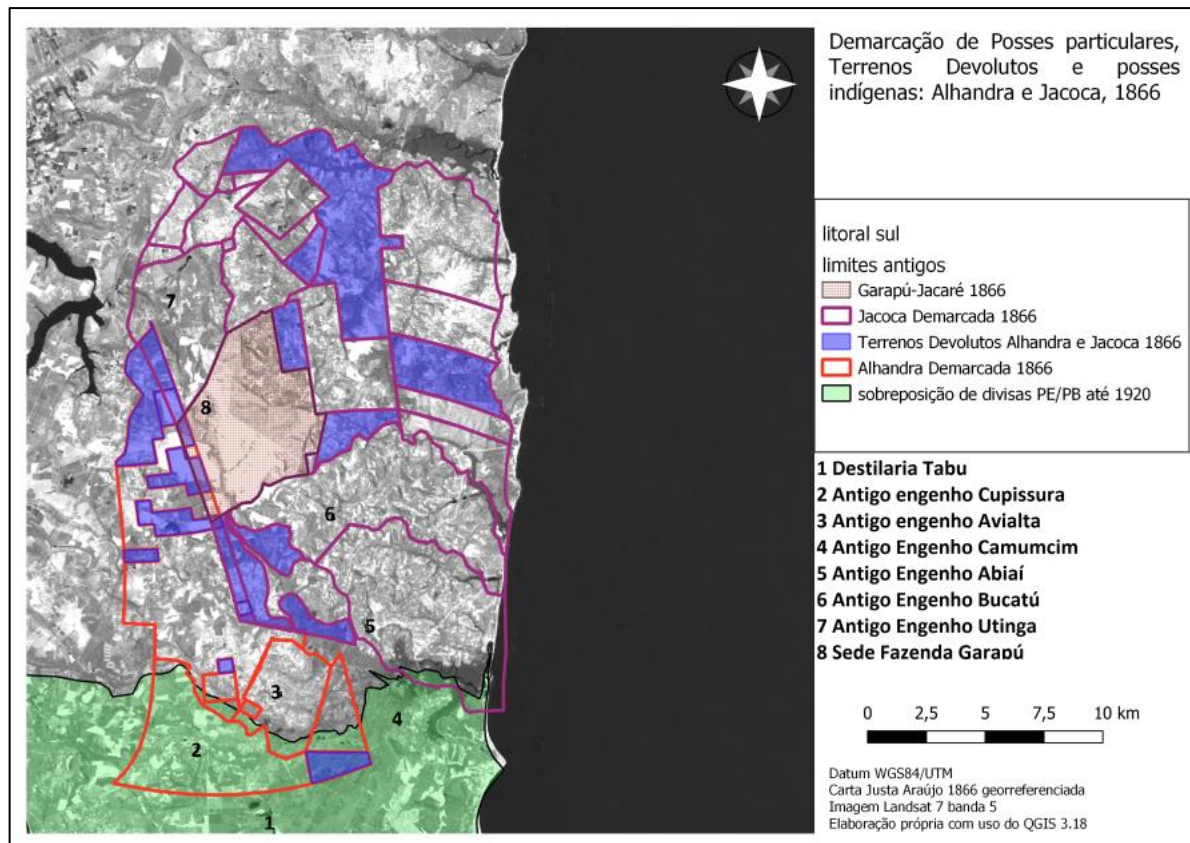 Demarcação de Posses particulares,
Terrenos Devolutos e posses
indígenas: Alhandra e Jacoca, 1866
litoral sul
limites antigos
Garapú-Jacaré 1866
Jacoca Demarcada 1866
Terrenos Devolutos Alhandra e Jacoca 1866
Alhandra Demarcada 1866
sobreposição de divisas PE/PB até 1920
1 Destilaria Tabu
2 Antigo engenho Cupissura
3 Antigo engenho Avialta
4 Antigo Engenho Camumcim
5 Antigo Engenho Abiaí
6 Antigo Engenho Bucatú
7 Antigo Engenho Utinga
8 Sede Fazenda Garapú
0 2,5 5 7,5 10 km
Datum WGS84/UTM
Carta Justa Araújo 1866 georreferenciada
Imagem Landsat 7 banda 5
Elaboração própria com uso do QGIS 3.18
7
8
6
5
3
4
2
1